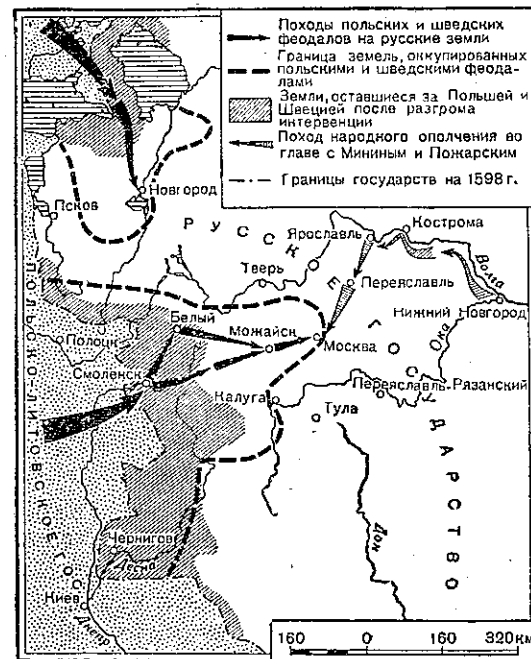 Походы польских и шведских
феодалов на русские земли
Граница земель, оккупированных
польскими и шведскими феода-
лами
Земли, оставшиеся за Польшей и
Швецией после разгрома
интервенции
Поход народного ополчения во
главе с Мининым и Пожарским
Границы государств на 1598 г.
Новгород
Псков
РУССКОЕ ГОСУДАРСТВО
Ярославль
Кострома
Волга
Тверь
Переяславль
Нижний Новгород
Ока
Белый
Можайск
Москва
Полоцк
Смоленск
Калуга
Переяславль Рязанский
Тула
ПОЛЬСКО-ЛИТОВСКОЕ ГОС
Чернигов
Десна
Дон
Киев
Днепр
160 0 160 320 км